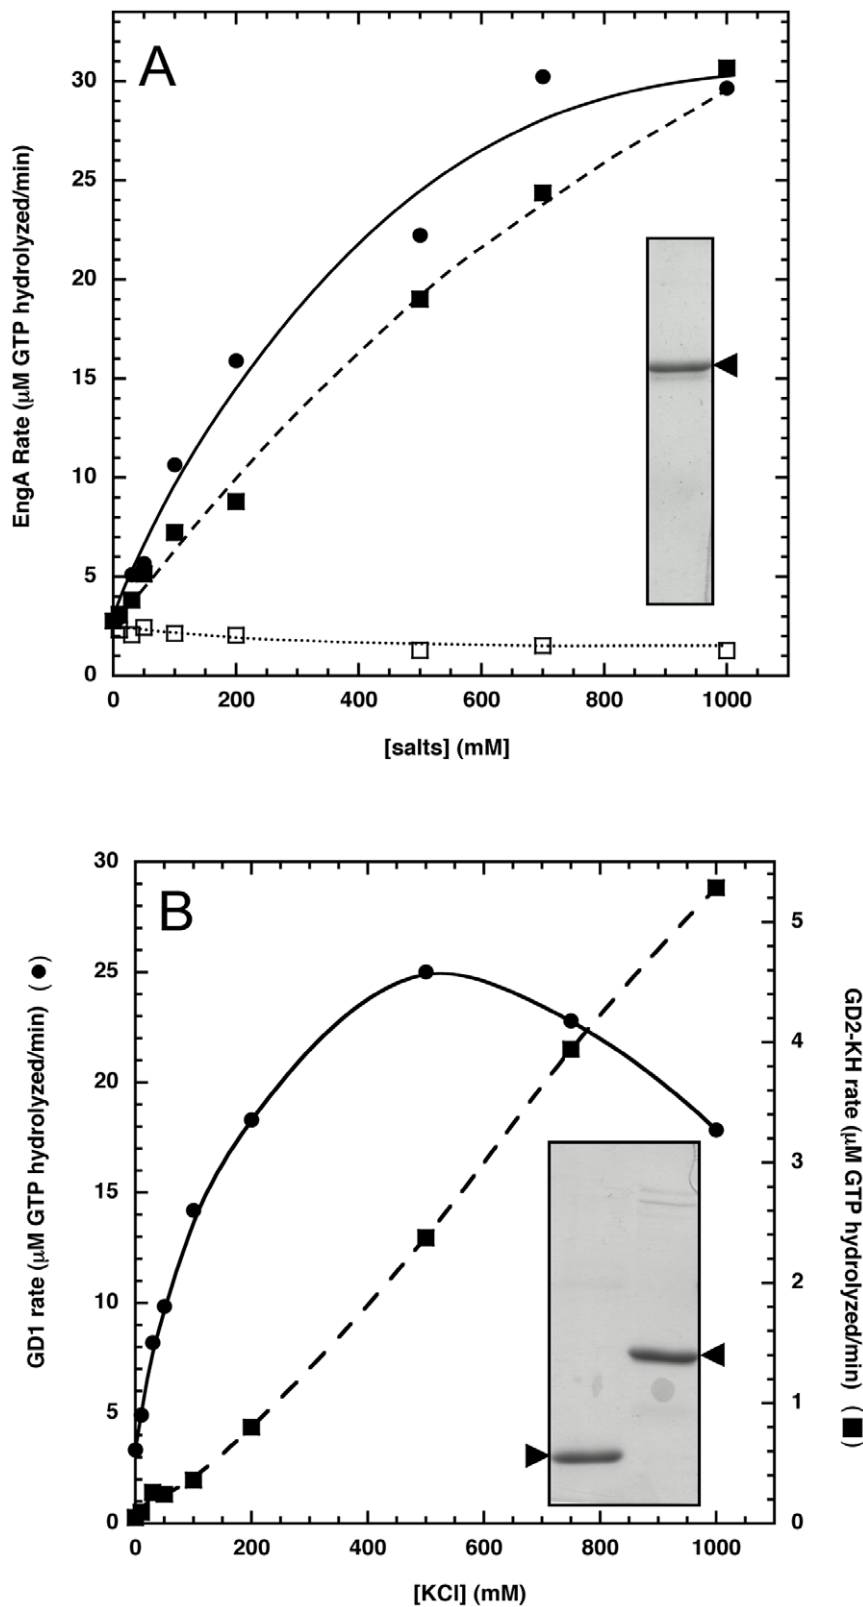 A
30
25
20
15
10
5
0
EngA Rate (μM GTP hydrolyzed/min)
0 200 400 600 800 1000
[salts] (mM)
B
30
25
20
15
10
5
0
GD1 rate (μM GTP hydrolyzed/min) (●)
5
4
3
2
1
0
GD2-KH rate (μM GTP hydrolyzed/min) (■)
0 200 400 600 800 1000
[KCl] (mM)